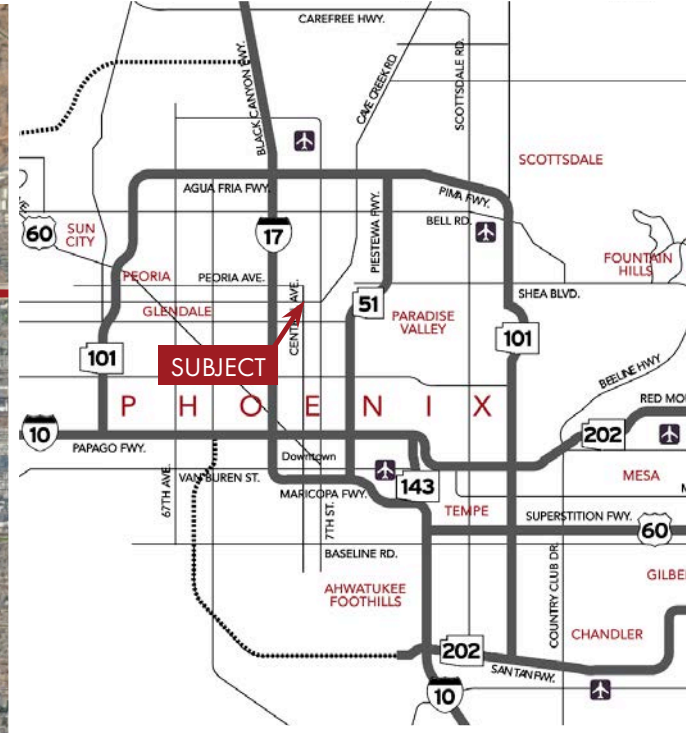 CAREFREE HWY.
BLACK CANYON FWY.
CAVE CREEK RD
SCOTTSDALE RD.
SCOTTSDALE
AGUA FRIA FWY.
PIMA FWY.
BELL RD.
60
SUN
CITY
17
PIESTEWA FWY.
FOUNTAIN
HILLS
PEORIA
PEORIA AVE.
SHEA BLVD.
GLENDALE
51
PARADISE
VALLEY
101
101
SUBJECT
BEELINE HWY
PHOENIX
RED MOU
10
PAPAGO FWY.
Downtown
202
67TH AVE.
VAN BUREN ST.
MARICOPA FWY.
143
MESA
7TH ST.
TEMPE
SUPERSTITION FWY.
60
BASELINE RD.
AHWATUKEE
FOOTHILLS
COUNTRY CLUB DR.
GILBE
CHANDLER
202
SAN TAN FWY.
10